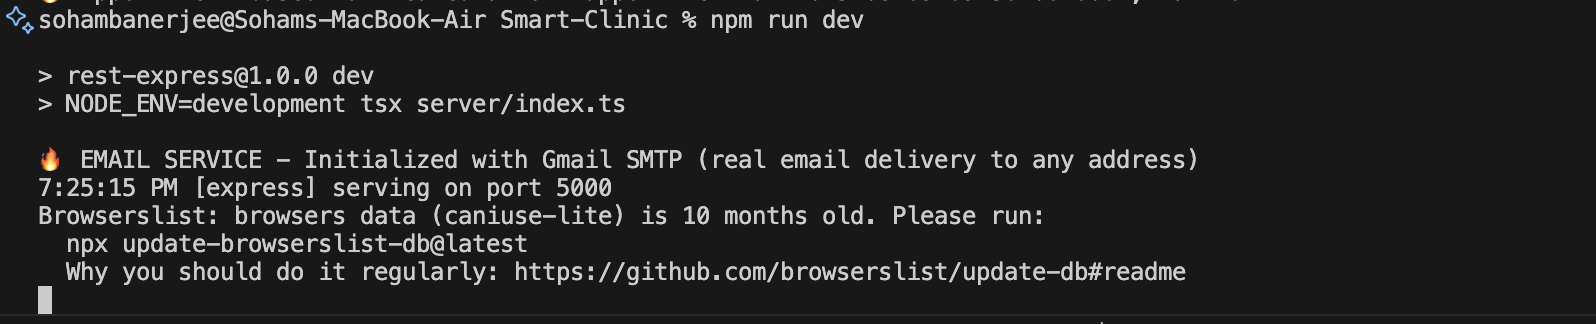 sohambanerjee@Sohams-MacBook-Air Smart-Clinic % npm run dev
> rest-express@1.0.0 dev
> NODE_ENV=development tsx server/index.ts
🔥 EMAIL SERVICE - Initialized with Gmail SMTP (real email delivery to any address)
7:25:15 PM [express] serving on port 5000
Browserslist: browsers data (caniuse-lite) is 10 months old. Please run:
npx update-browserslist-db@latest
Why you should do it regularly: https://github.com/browserslist/update-db#readme